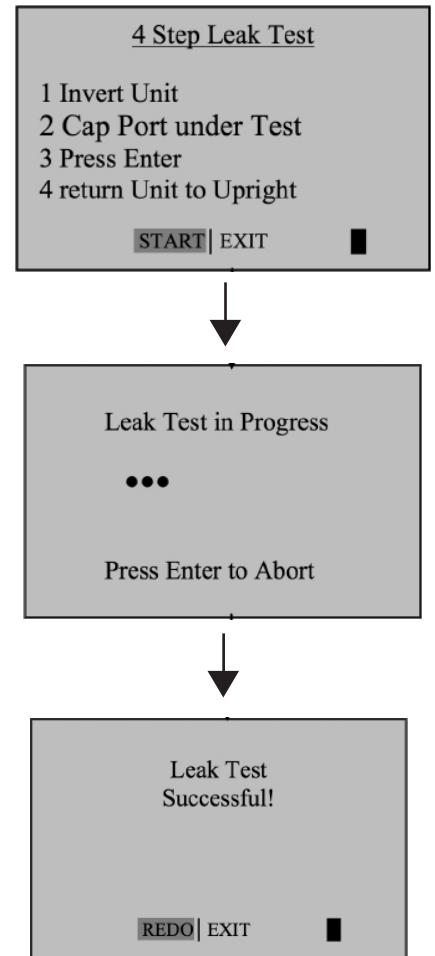 4 Step Leak Test
1 Invert Unit
2 Cap Port under Test
3 Press Enter
4 return Unit to Upright
START| EXIT
Leak Test in Progress
•••
Press Enter to Abort
Leak Test
Successful!
REDO| EXIT